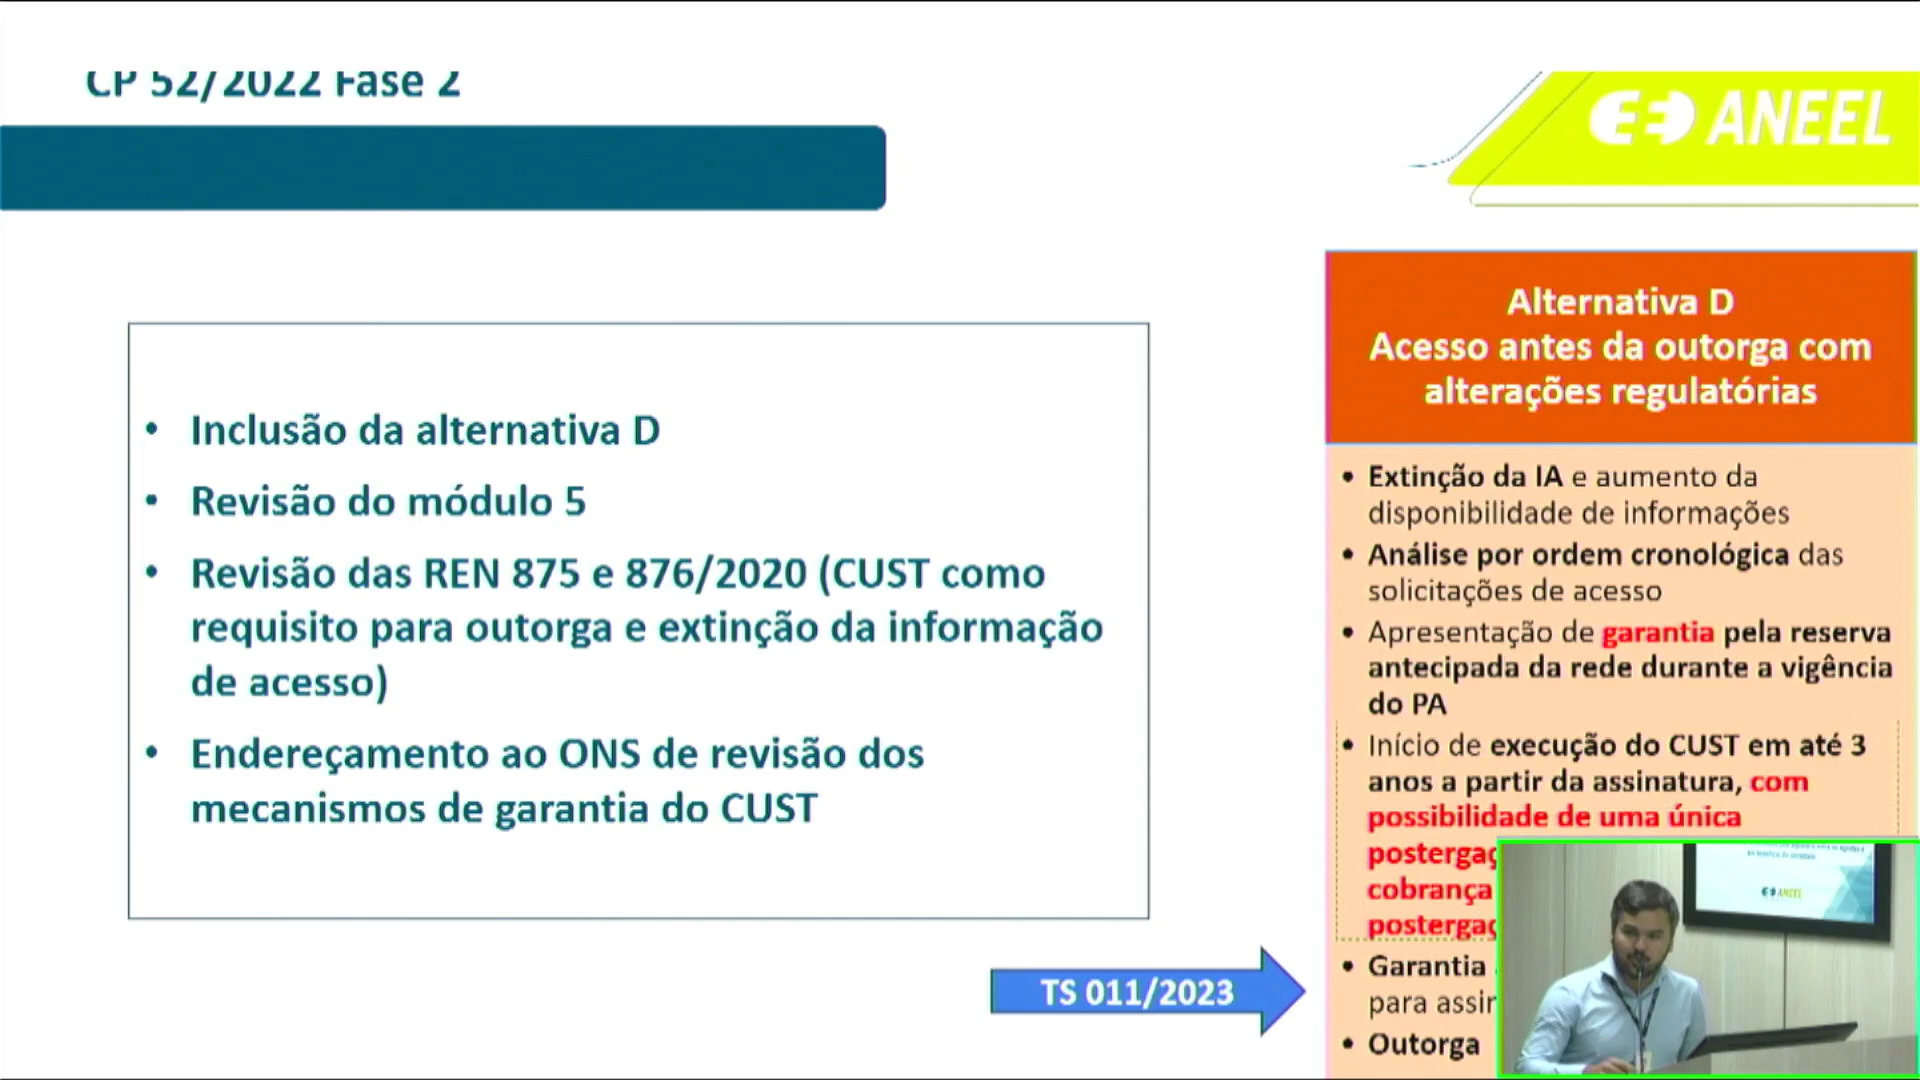 CP 52/2022 Fase 2
ANEEL
• Inclusão da alternativa D
• Revisão do módulo 5
• Revisão das REN 875 e 876/2020 (CUST como
requisito para outorga e extinção da informação
de acesso)
• Endereçamento ao ONS de revisão dos
mecanismos de garantia do CUST
TS 011/2023
Alternativa D
Acesso antes da outorga com
alterações regulatórias
• Extinção da IA e aumento da
disponibilidade de informações
• Análise por ordem cronológica das
solicitações de acesso
• Apresentação de garantia pela reserva
antecipada da rede durante a vigência
do PA
• Início de execução do CUST em até 3
anos a partir da assinatura, com
possibilidade de uma única
posterga
cobrança
posterga
• Garantia
para assi
• Outorga
ANEEL